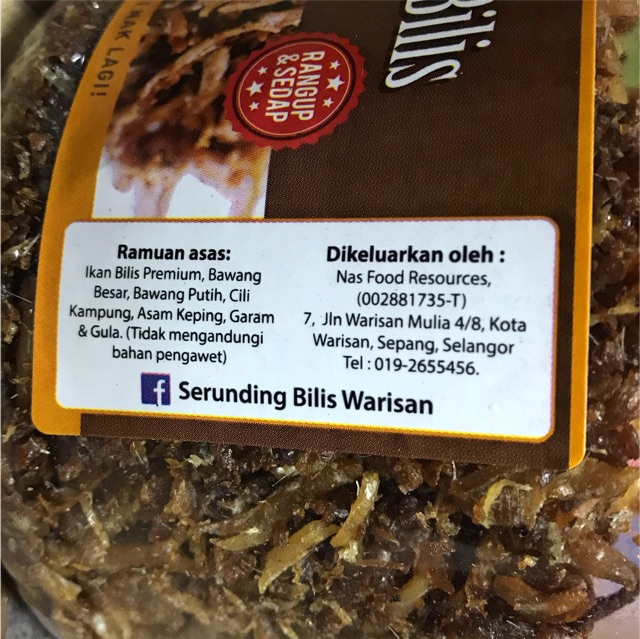 NAK LAGI!
RANGUP
& SEDAP
Bilis
Ramuan asas:
Ikan Bilis Premium, Bawang
Besar, Bawang Putih, Cili
Kampung, Asam Keping, Garam
& Gula. (Tidak mengandungi
bahan pengawet)
Dikeluarkan oleh :
Nas Food Resources,
(002881735-T)
7, Jln Warisan Mulia 4/8, Kota
Warisan, Sepang, Selangor
Tel : 019-2655456.
f Serunding Bilis Warisan